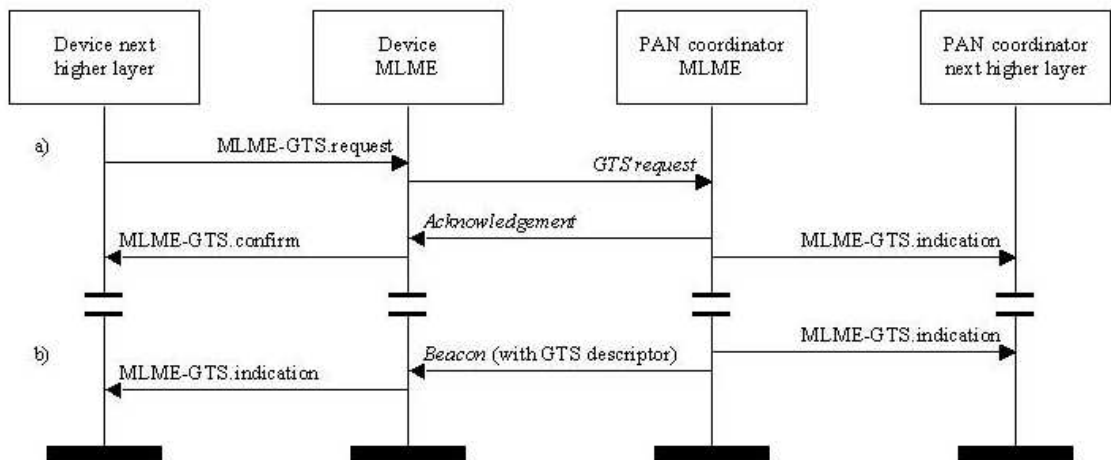 Device next
higher layer
Device
MLME
PAN coordinator
MLME
PAN coordinator
next higher layer
a)
MLME-GTS.request
GTS request
Acknowledgement
MLME-GTS.confirm
MLME-GTS.indication
MLME-GTS.indication
b)
Beacon (with GTS descriptor)
MLME-GTS.indication